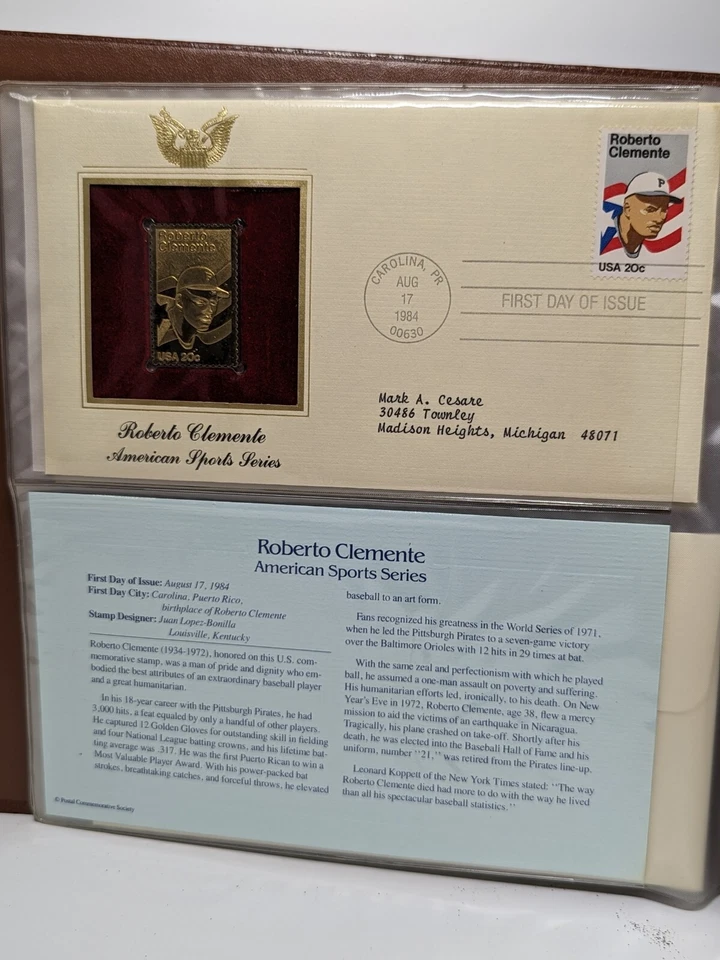 Roberto
Clemente
P
USA 20c
Roberto
Clemente
P
USA 20c
CAROLINA, PR
AUG
17
1984
00630
FIRST DAY OF ISSUE
Mark A. Cesare
30486 Townley
Madison Heights, Michigan 48071
Roberto Clemente
American Sports Series
Roberto Clemente
American Sports Series
First Day of Issue: August 17, 1984
First Day City: Carolina, Puerto Rico,
birthplace of Roberto Clemente
Stamp Designer: Juan Lopez-Bonilla
Louisville, Kentucky
Roberto Clemente (1934-1972), honored on this U.S. com-
memorative stamp, was a man of pride and dignity who em-
bodied the best attributes of an extraordinary baseball player
and a great humanitarian.
In his 18-year career with the Pittsburgh Pirates, he had
3,000 hits, a feat equaled by only a handful of other players.
He captured 12 Golden Gloves for outstanding skill in fielding
and four National League batting crowns, and his lifetime bat-
ting average was .317. He was the first Puerto Rican to win a
Most Valuable Player Award. With his power-packed bat
strokes, breathtaking catches, and forceful throws, he elevated
baseball to an art form.
Fans recognized his greatness in the World Series of 1971,
when he led the Pittsburgh Pirates to a seven-game victory
over the Baltimore Orioles with 12 hits in 29 times at bat.
With the same zeal and perfectionism with which he played
ball, he assumed a one-man assault on poverty and suffering.
His humanitarian efforts led, ironically, to his death. On New
Year's Eve in 1972, Roberto Clemente, age 38, flew a mercy
mission to aid the victims of an earthquake in Nicaragua.
Tragically, his plane crashed on take-off. Shortly after his
death, he was elected into the Baseball Hall of Fame and his
uniform, number "21," was retired from the Pirates line-up.
Leonard Koppett of the New York Times stated: "The way
Roberto Clemente died had more to do with the way he lived
than all his spectacular baseball statistics."
© Postal Commemorative Society